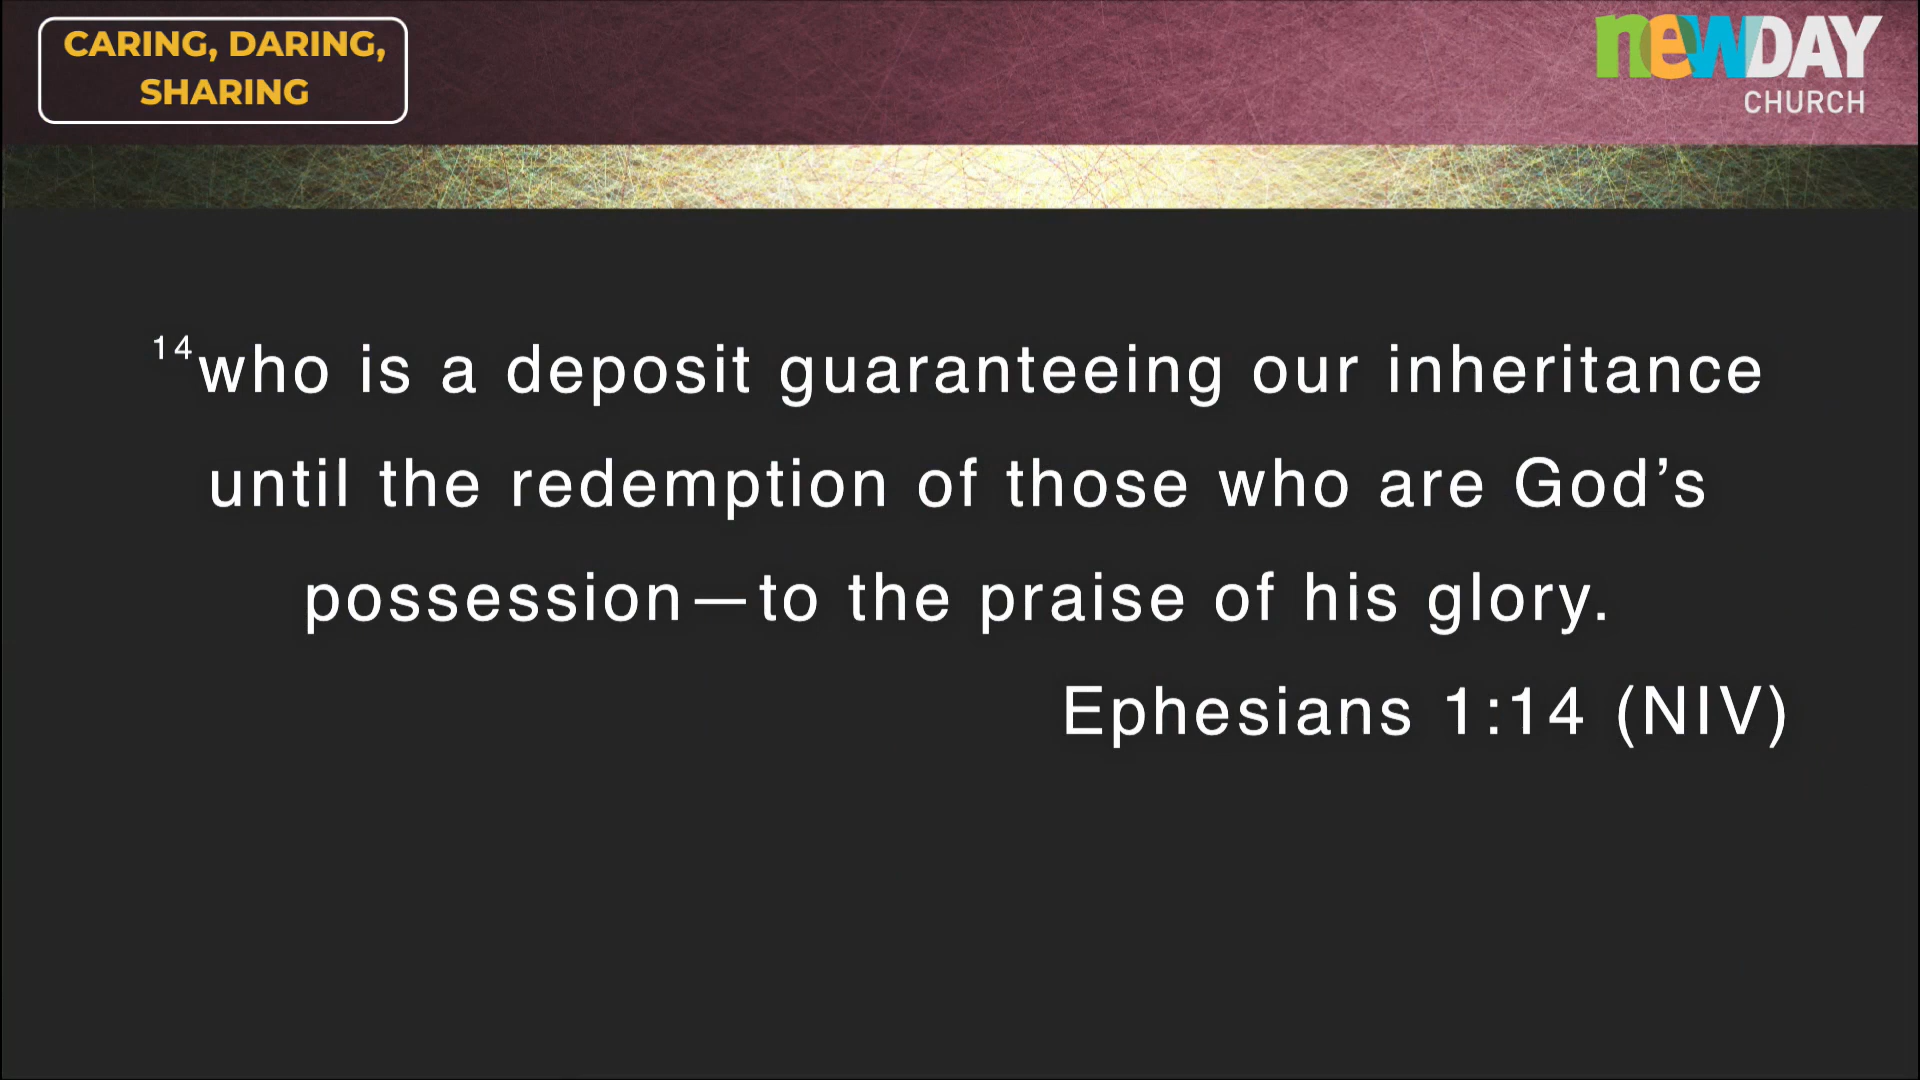 CARING, DARING,
SHARING
newDAY
CHURCH
14who is a deposit guaranteeing our inheritance
until the redemption of those who are God’s
possession—to the praise of his glory.
Ephesians 1:14 (NIV)